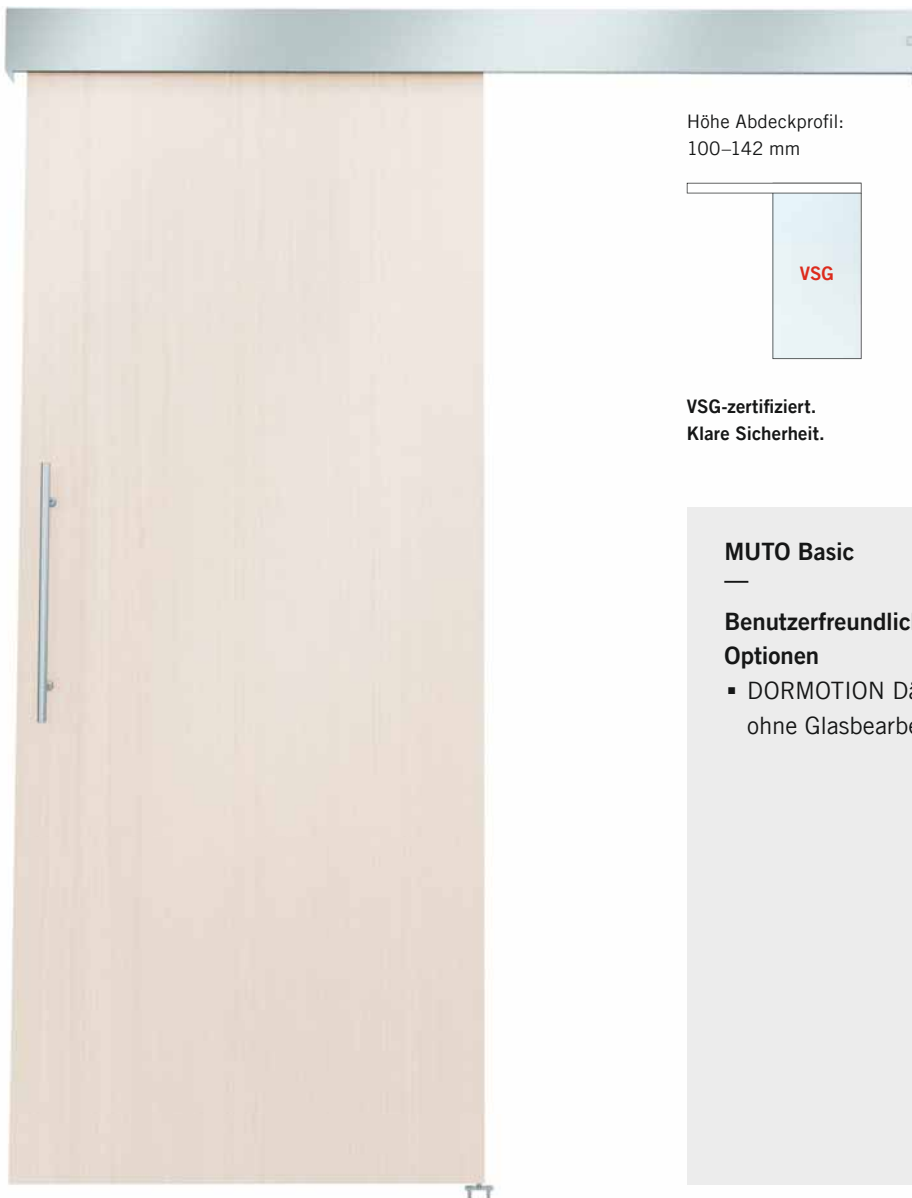 Höhe Abdeckprofil:
100–142 mm
VSG
VSG-zertifiziert.
Klare Sicherheit.
MUTO Basic
—
Optionen
▪ DORMOTION
ohne